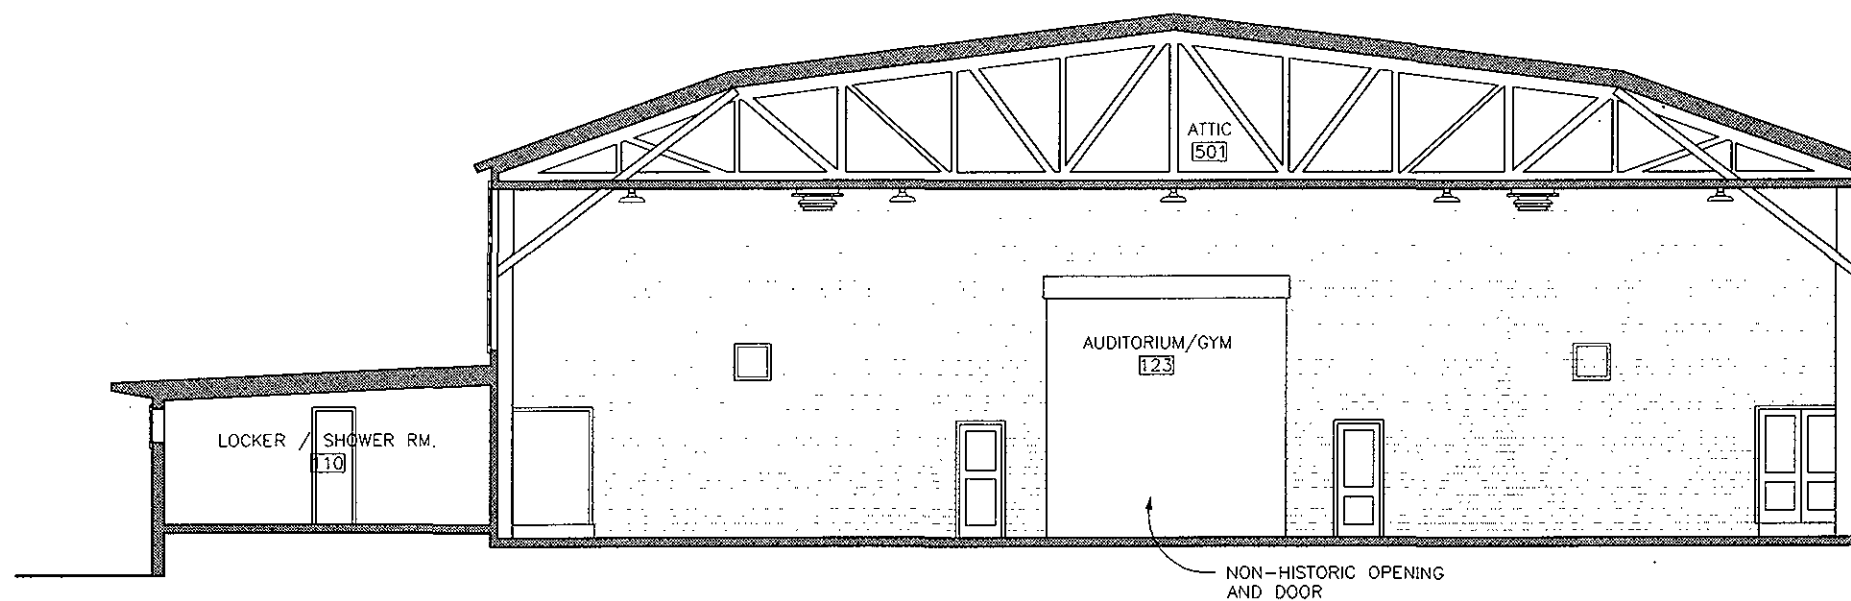 ATTIC
501
AUDITORIUM/GYM
123
LOCKER / SHOWER RM.
110
NON-HISTORIC OPENING
AND DOOR